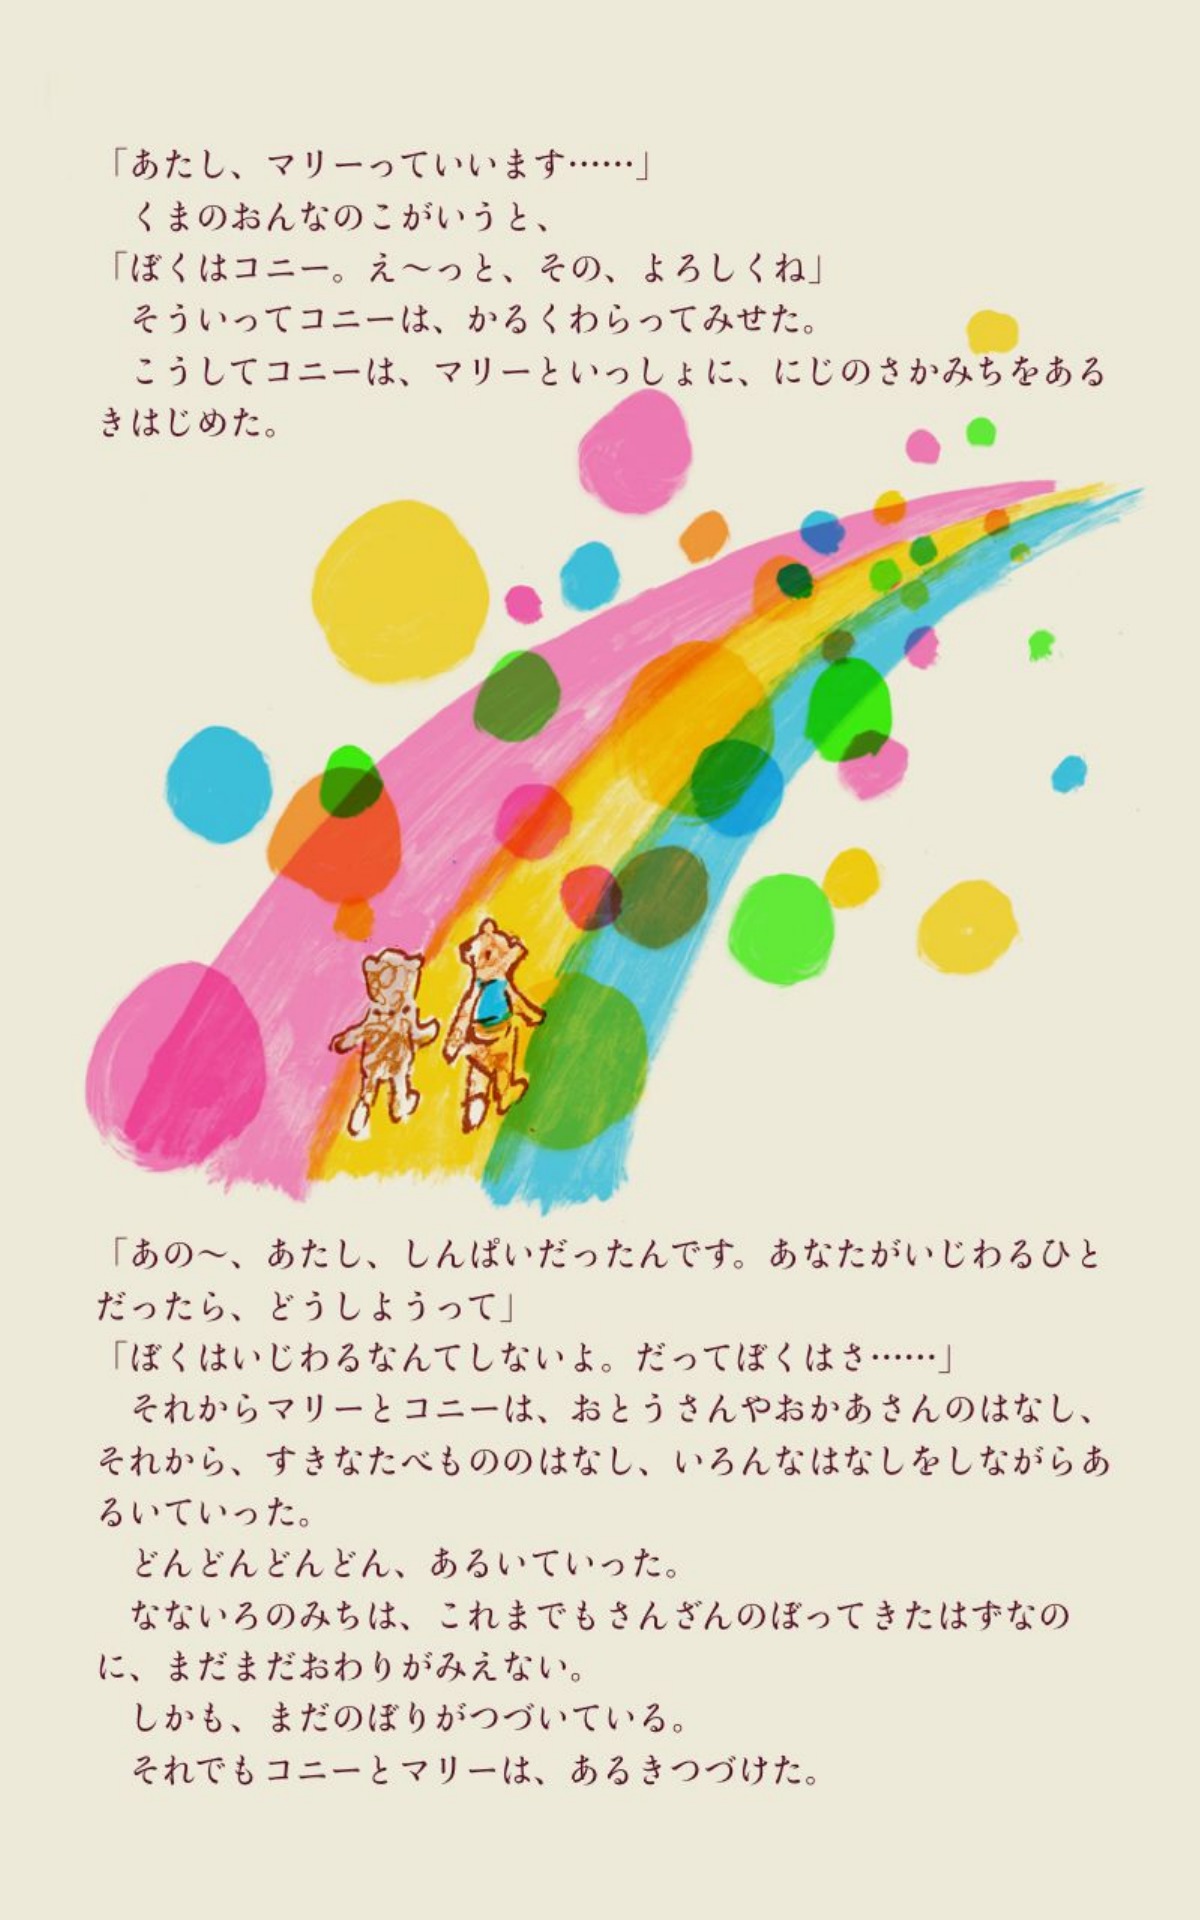 「あたし、マリーっていいます……」
　くまのおんなのこがいうと、
「ぼくはコニー。え〜っと、その、よろしくね」
　そういってコニーは、かるくわらってみせた。
　こうしてコニーは、マリーといっしょに、にじのさかみちをある
きはじめた。
「あの〜、あたし、しんぱいだったんです。あなたがいじわるひと
だったら、どうしようって」
「ぼくはいじわるなんてしないよ。だってぼくはさ……」
　それからマリーとコニーは、おとうさんやおかあさんのはなし、
それから、すきなたべもののはなし、いろんなはなしをしながらあ
るいていった。
　どんどんどんどん、あるいていった。
　なないろのみちは、これまでもさんざんのぼってきたはずなの
に、まだまだおわりがみえない。
　しかも、まだのぼりがつづいている。
　それでもコニーとマリーは、あるきつづけた。